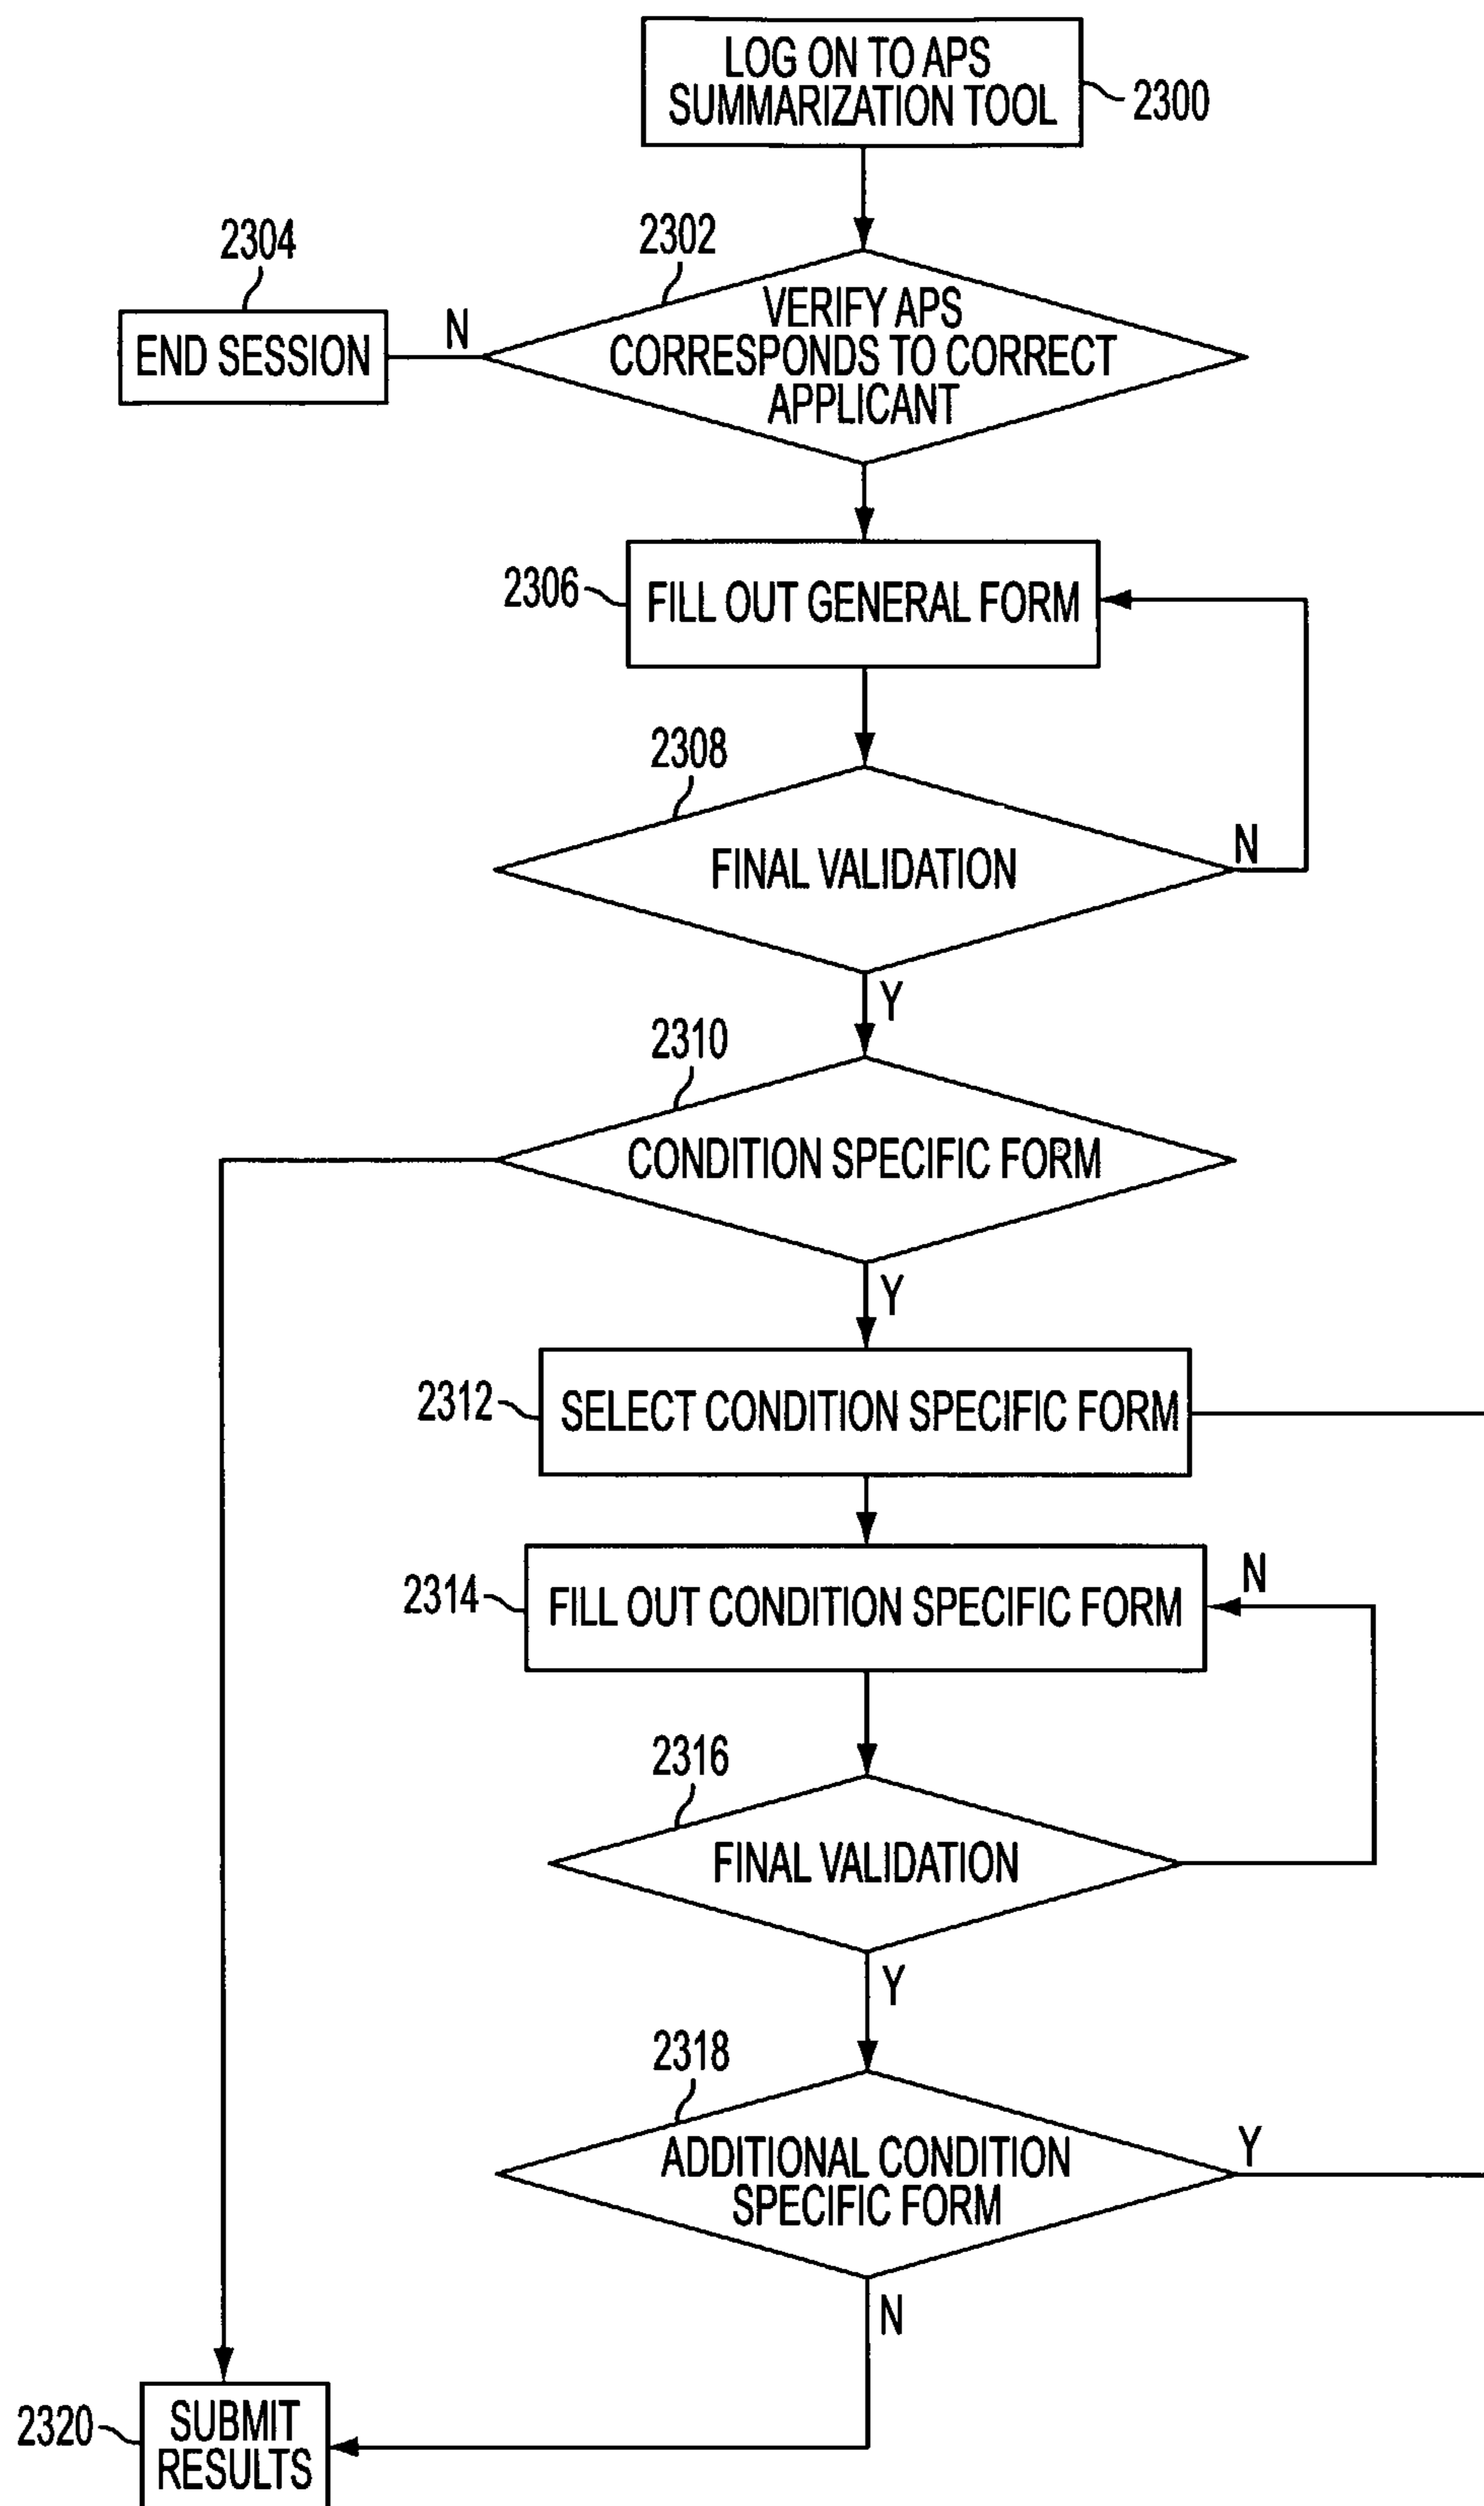 LOG ON TO APS
SUMMARIZATION TOOL
2300
2304
2302
END SESSION
N
VERIFY APS
CORRESPONDS TO CORRECT
APPLICANT
2306
FILL OUT GENERAL FORM
2308
FINAL VALIDATION
N
Y
2310
CONDITION SPECIFIC FORM
Y
2312
SELECT CONDITION SPECIFIC FORM
2314
FILL OUT CONDITION SPECIFIC FORM
N
2316
FINAL VALIDATION
Y
2318
ADDITIONAL CONDITION
SPECIFIC FORM
Y
N
2320
SUBMIT
RESULTS